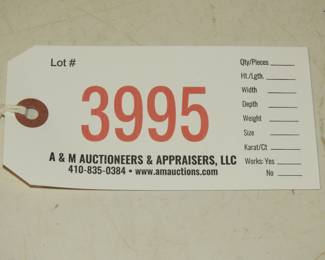 Lot #
3995
A & M AUCTIONEERS & APPRAISERS, LLC
410-835-0384 • www.amauctions.com
Qty/Pieces
Ht./Lgth.
Width
Depth
Weight
Size
Karat/Ct
Works: Yes
No